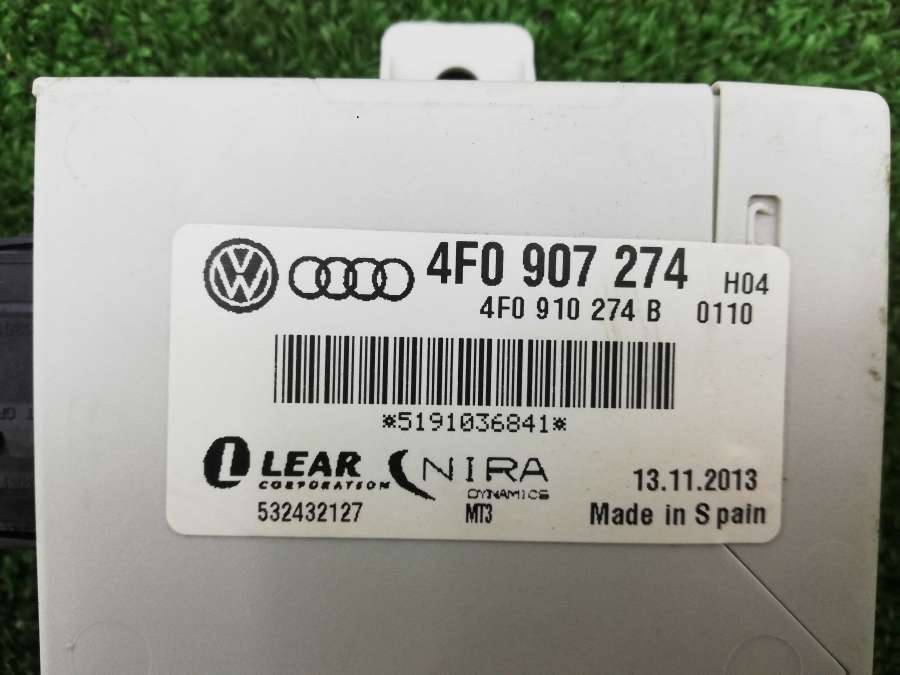 4F0 907 274 H04
4F0 910 274 B 0110
*5191036841*
LEAR NIRA
CORPORATION DYNAMICS 13.11.2013
532432127 MT3 Made in Spain